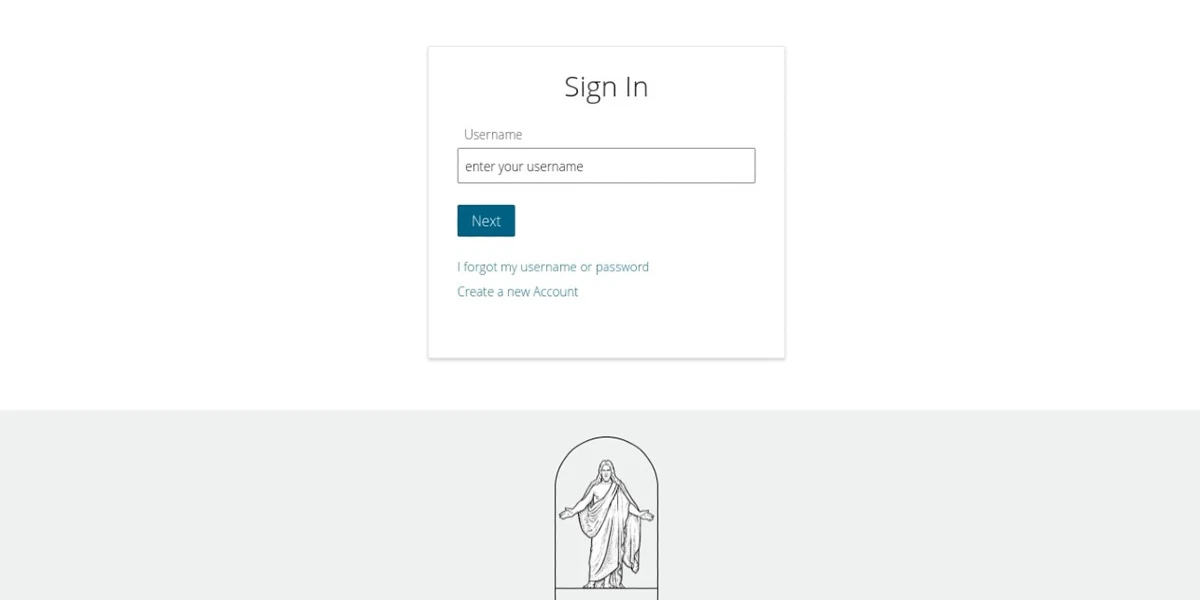 Sign In
Username
enter your username
Next
I forgot my username or password
Create a new Account